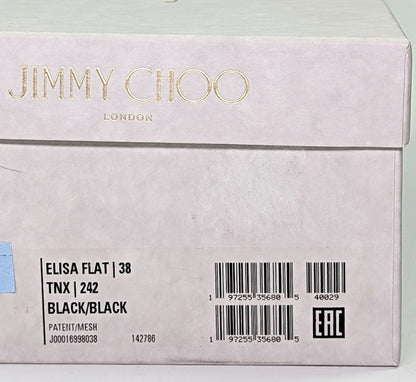 JIMMY CHOO
LONDON
ELISA FLAT | 38
TNX | 242
BLACK/BLACK
PATENT/MESH
J00016998038 142786
1 97255 35680 5
40029
1 97255 35680 5
EAC